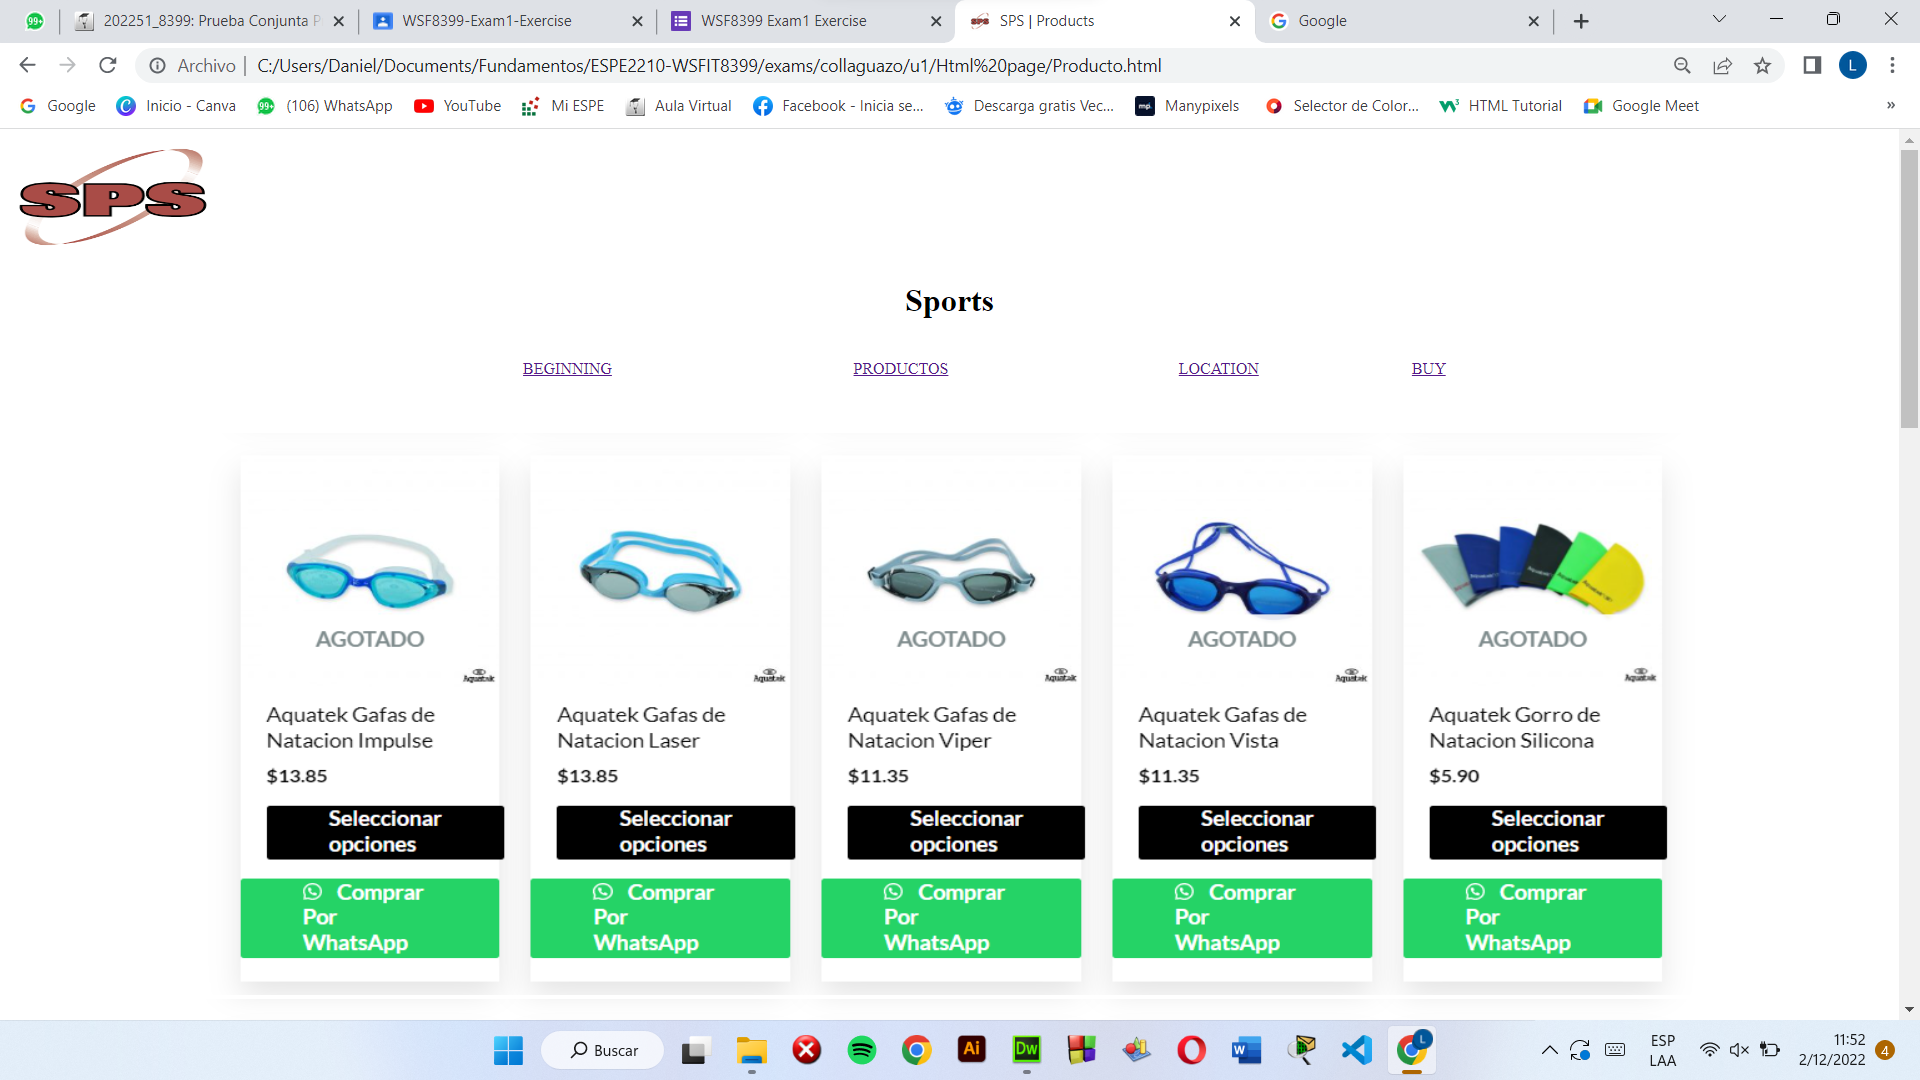 99+
202251_8399: Prueba Conjunta P
WSF8399-Exam1-Exercise
WSF8399 Exam1 Exercise
SPS | Products
Google
Archivo | C:/Users/Daniel/Documents/Fundamentos/ESPE2210-WSFIT8399/exams/collaguazo/u1/Html%20page/Producto.html
L
Google
Inicio - Canva
99+
(106) WhatsApp
YouTube
Mi ESPE
Aula Virtual
Facebook - Inicia se...
Descarga gratis Vec...
mp.
Manypixels
Selector de Color...
HTML Tutorial
Google Meet
»
SPS
Sports
BEGINNING
PRODUCTOS
LOCATION
BUY
AGOTADO
Aquatek
Aquatek Gafas de
Natacion Impulse
$13.85
Seleccionar
opciones
Comprar
Por
WhatsApp
Aquatek
Aquatek Gafas de
Natacion Laser
$13.85
Seleccionar
opciones
Comprar
Por
WhatsApp
AGOTADO
Aquatek
Aquatek Gafas de
Natacion Viper
$11.35
Seleccionar
opciones
Comprar
Por
WhatsApp
AGOTADO
Aquatek
Aquatek Gafas de
Natacion Vista
$11.35
Seleccionar
opciones
Comprar
Por
WhatsApp
AGOTADO
Aquatek
Aquatek Gorro de
Natacion Silicona
$5.90
Seleccionar
opciones
Comprar
Por
WhatsApp
Buscar
Ai
Dw
W
L
ESP
LAA
11:52
2/12/2022
4